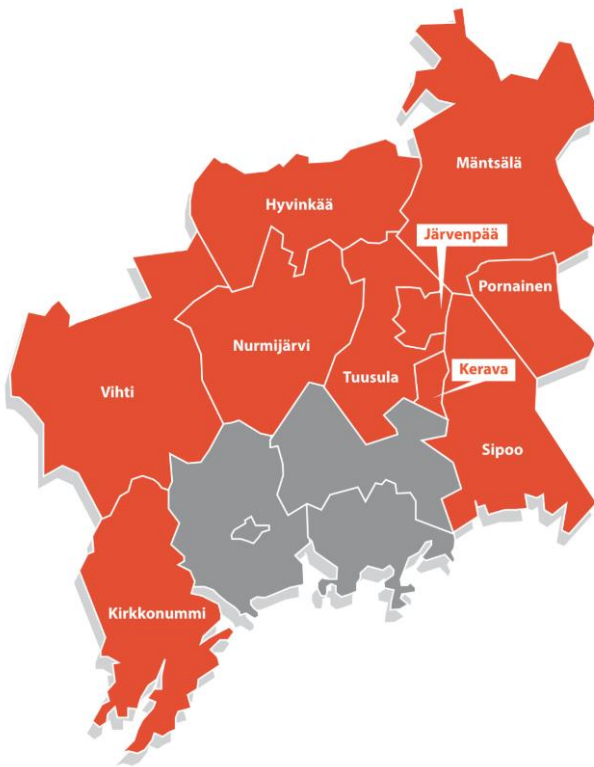 Mäntsälä
Hyvinkää
Järvenpää
Pornainen
Nurmijärvi
Vihti
Tuusula
Kerava
Sipoo
Kirkkonummi